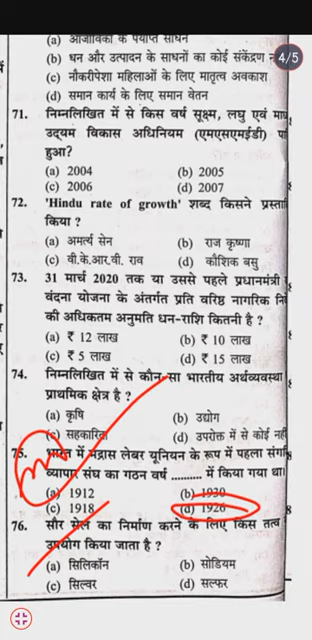 (a) आजीविका के पर्याप्त साधन
(b) धन और उत्पादन के साधनों का कोई संकेंद्रण
4/5
(c) नौकरीपेशा महिलाओं के लिए मातृत्व अवकाश
(d) समान कार्य के लिए समान वेतन
71. निम्नलिखित में से किस वर्ष सूक्ष्म, लघु एवं
उद्यम विकास अधिनियम (एमएसएमईडी)
हुआ?
(a) 2004 (b) 2005
(c) 2006 (d) 2007
72. 'Hindu rate of growth' शब्द किसने
किया ?
(a) अमर्त्य सेन (b) राज कृष्णा
(c) वी.के.आर.वी. राव (d) कौशिक बसु
73. 31 मार्च 2020 तक या उससे पहले प्रधानमंत्री
वंदना योजना के अंतर्गत प्रति वरिष्ठ नागरिक
की अधिकतम अनुमति धन-राशि कितनी है ?
(a) ₹ 12 लाख (b) ₹ 10 लाख
(c) ₹ 5 लाख (d) ₹ 15 लाख
74. निम्नलिखित में से कौन-सा भारतीय अर्थव्यवस्था
प्राथमिक क्षेत्र है ?
(a) कृषि (b) उद्योग
(c) सहकारिता (d) उपरोक्त में से कोई नहीं
75. भारत में मद्रास लेबर यूनियन के रूप में पहला
व्यापार संघ का गठन वर्ष .......... में किया गया था।
(a) 1912 (b) 1930
(c) 1918 (d) 1926
76. सौर सेल का निर्माण करने के लिए किस तत्व
उपयोग किया जाता है ?
(a) सिलिकॉन (b) सोडियम
(c) सिल्वर (d) सल्फर